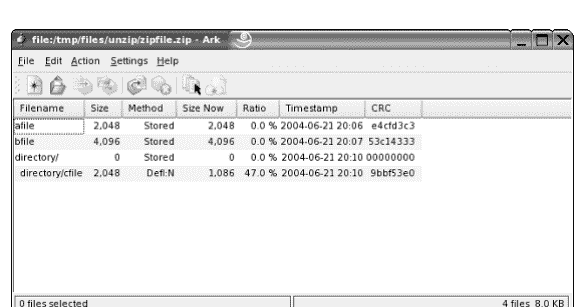 file:/tmp/files/unzip/zipfile.zip - Ark
File Edit Action Settings Help
Filename Size Method Size Now Ratio Timestamp CRC
afile 2,048 Stored 2,048 0.0 % 2004-06-21 20:06 e4cfd3c3
bfile 4,096 Stored 4,096 0.0 % 2004-06-21 20:07 53c14333
directory/ 0 Stored 0 0.0 % 2004-06-21 20:10 00000000
directory/cfile 2,048 Defl:N 1,086 47.0 % 2004-06-21 20:10 9bbf53e0
0 files selected 4 files 8.0 KB